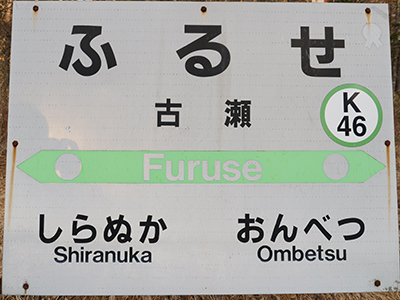 ふるせ
古瀬
K
46
Furuse
しらぬか おんべつ
Shiranuka Ombetsu